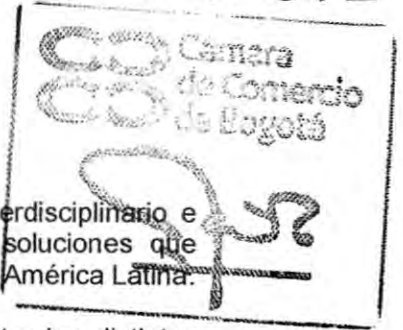 Cámara
de Comercio
de Bogotá
erdisciplinario e
soluciones que
América Latina.